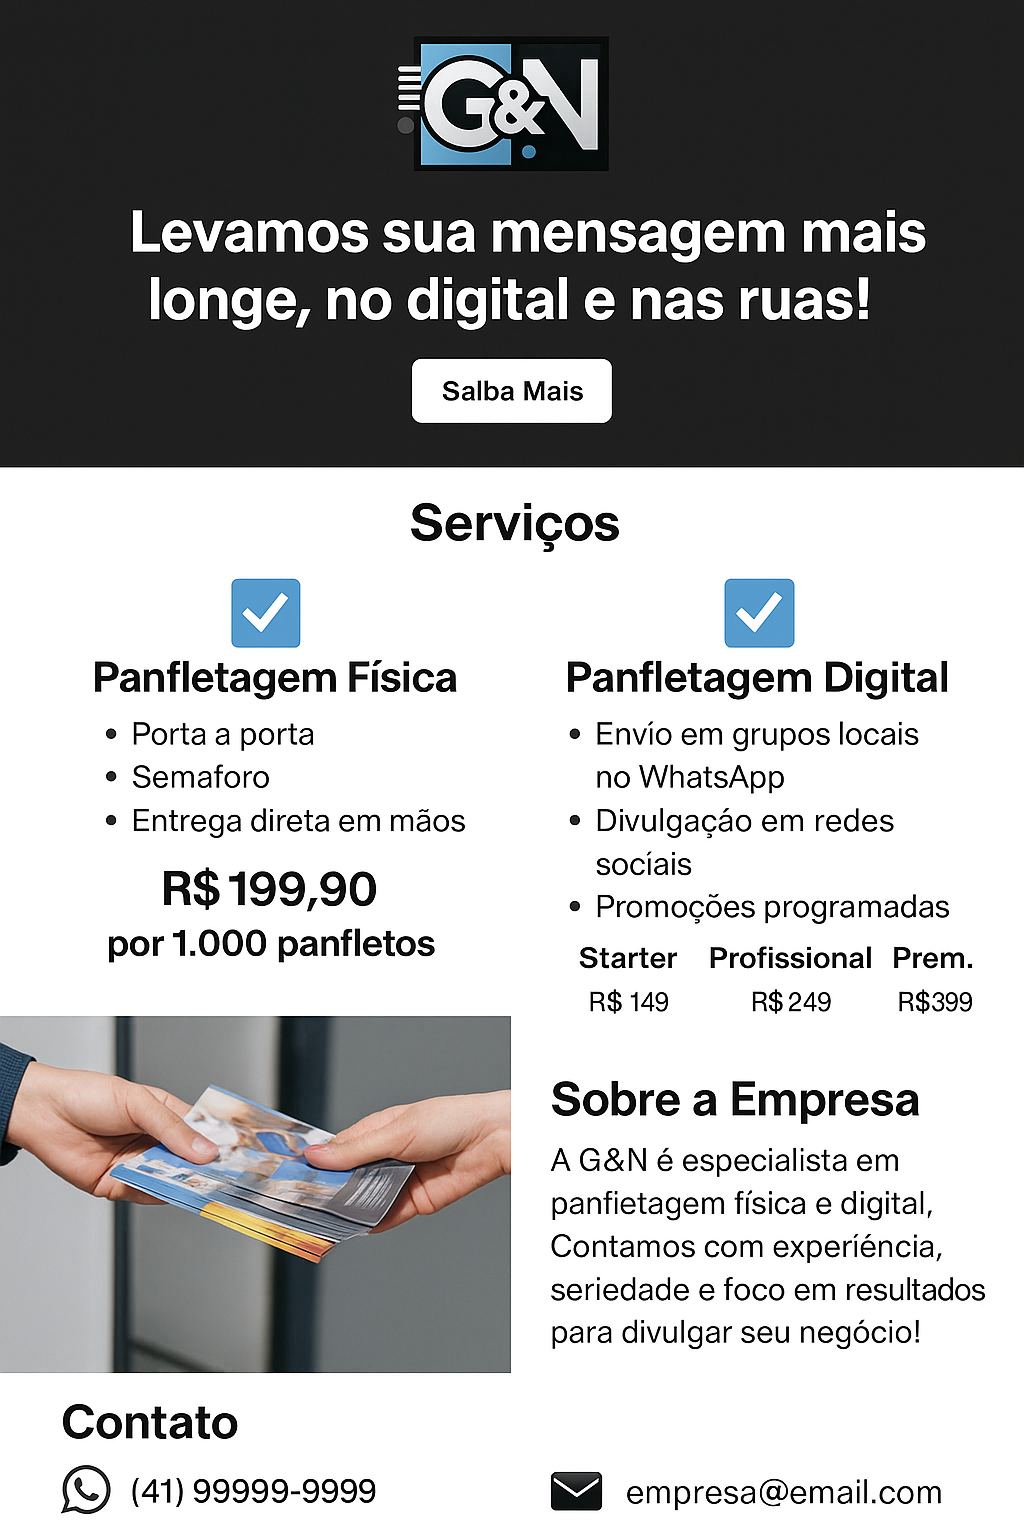 G&N
Levamos sua mensagem mais
longe, no digital e nas ruas!
Salba Mais
Serviços
Panfletagem Física
• Porta a porta
• Semaforo
• Entrega direta em mãos
R$ 199,90
por 1.000 panfletos
Panfletagem Digital
• Envío em grupos locais
no WhatsApp
• Divulgaçáo em redes
socíais
• Promoções programadas
Starter Profissional Prem.
R$ 149 R$ 249 R$399
Sobre a Empresa
A G&N é especialista em
panfietagem física e digital,
Contamos com experíéncia,
seriedade e foco em resultados
para divulgar seu negócio!
Contato
(41) 99999-9999
empresa@email.com